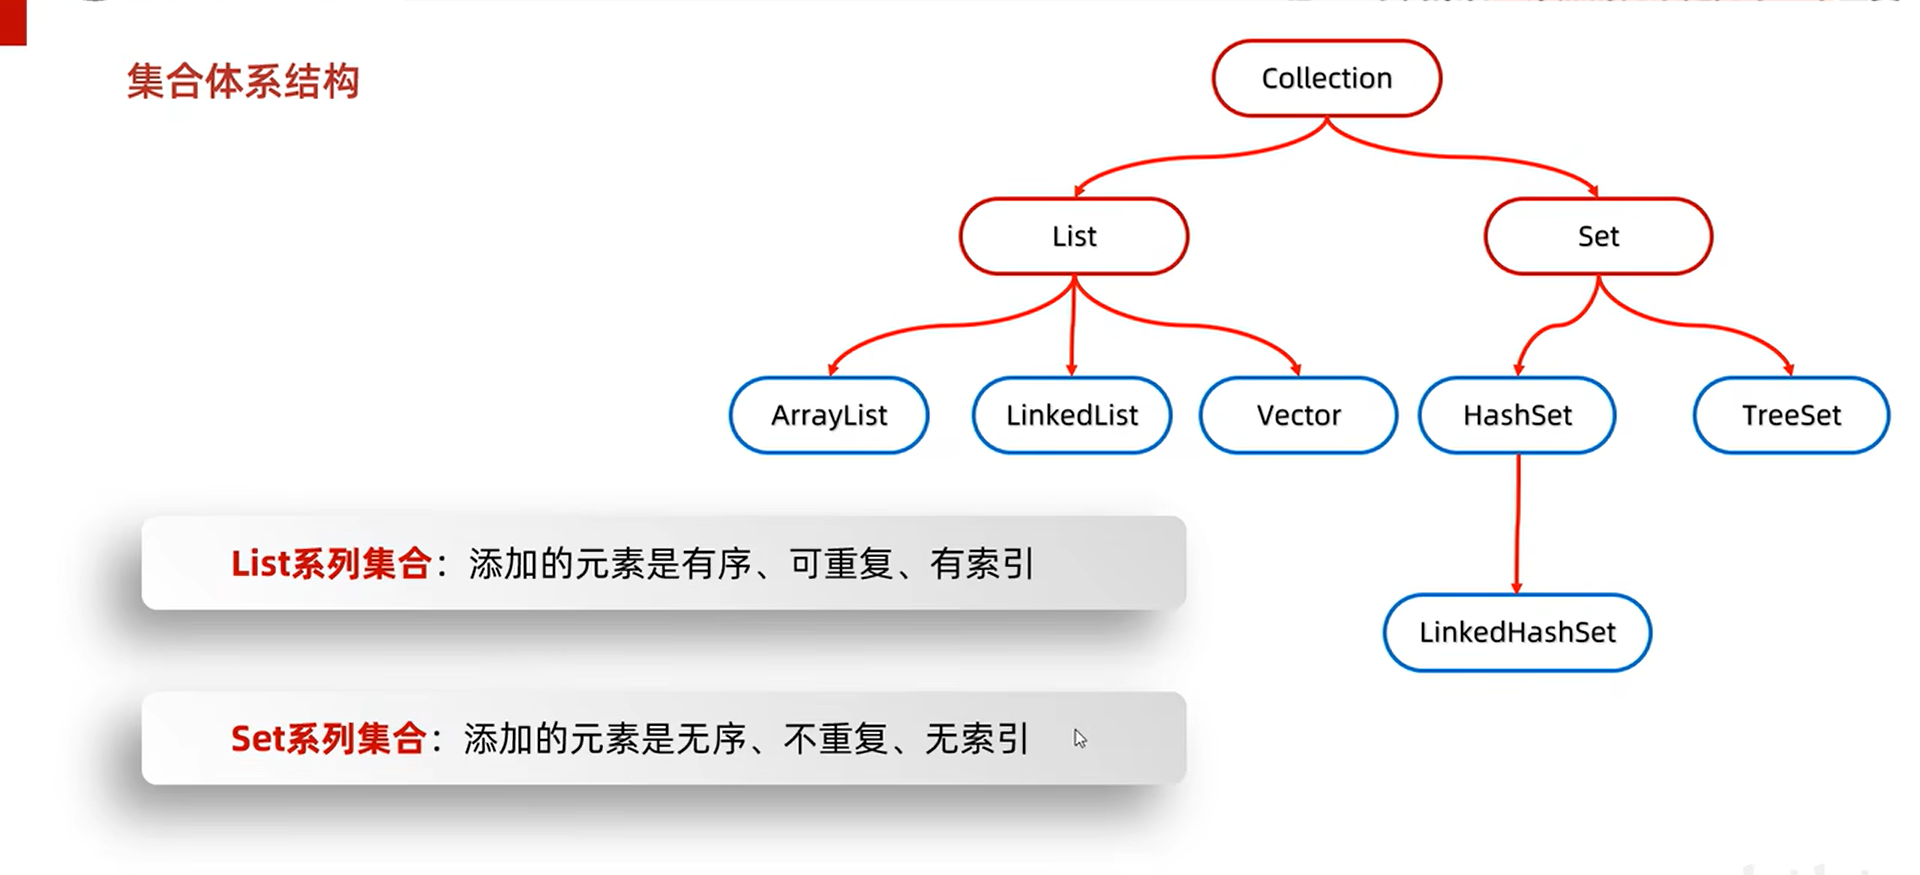 集合体系结构
Collection
List
Set
ArrayList
LinkedList
Vector
HashSet
TreeSet
List系列集合：添加的元素是有序、可重复、有索引
LinkedHashSet
Set系列集合：添加的元素是无序、不重复、无索引